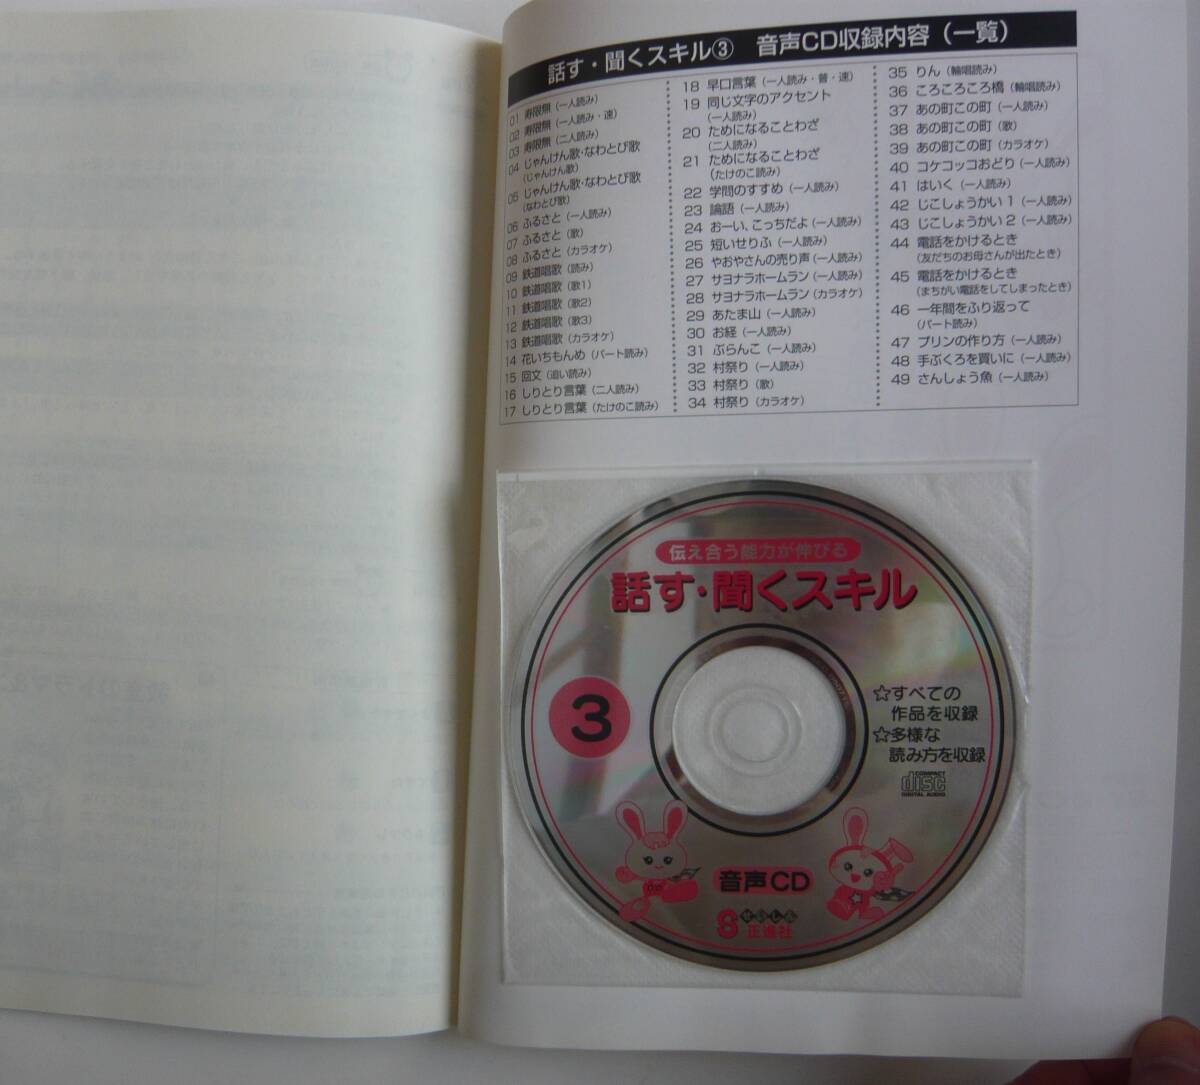 話す・聞くスキル③ 音声CD収録内容（一覧）
01 寿限無（一人読み）
02 寿限無（一人読み・速）
03 寿限無（二人読み）
04 じゃんけん歌・なわとび歌
（じゃんけん歌）
05 じゃんけん歌・なわとび歌
（なわとび歌）
06 ふるさと（一人読み）
07 ふるさと（歌）
08 ふるさと（カラオケ）
09 鉄道唱歌（読み）
10 鉄道唱歌（歌1）
11 鉄道唱歌（歌2）
12 鉄道唱歌（歌3）
13 鉄道唱歌（カラオケ）
14 花いちもんめ（パート読み）
15 回文（追い読み）
16 しりとり言葉（二人読み）
17 しりとり言葉（たけのこ読み）
18 早口言葉（一人読み・普・速）
19 同じ文字のアクセント
（一人読み）
20 ためになることわざ
（二人読み）
21 ためになることわざ
（たけのこ読み）
22 学問のすすめ（一人読み）
23 論語（一人読み）
24 おーい、こっちだよ（一人読み）
25 短いせりふ（一人読み）
26 やおやさんの売り声（一人読み）
27 サヨナラホームラン（一人読み）
28 サヨナラホームラン（カラオケ）
29 あたま山（一人読み）
30 お経（一人読み）
31 ぶらんこ（一人読み）
32 村祭り（一人読み）
33 村祭り（歌）
34 村祭り（カラオケ）
35 りん（輪唱読み）
36 ころころころ橋（輪唱読み）
37 あの町この町（一人読み）
38 あの町この町（歌）
39 あの町この町（カラオケ）
40 コケコッコおどり（一人読み）
41 はいく（一人読み）
42 じこしょうかい1（一人読み）
43 じこしょうかい2（一人読み）
44 電話をかけるとき
（友だちのお母さんが出たとき）
45 電話をかけるとき
（まちがい電話をしてしまったとき）
46 一年間をふり返って
（パート読み）
47 プリンの作り方（一人読み）
48 手ぶくろを買いに（一人読み）
49 さんしょう魚（一人読み）
伝え合う能力が伸びる
話す・聞くスキル
3
☆すべての
作品を収録
☆多様な
読み方を収録
COMPACT
disc
DIGITAL AUDIO
音声CD
せいしん
正進社